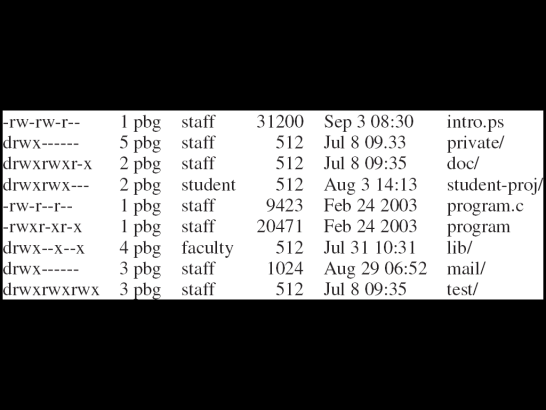 -rw-rw-r-- 1 pbg staff 31200 Sep 3 08:30 intro.ps
drwx------ 5 pbg staff 512 Jul 8 09.33 private/
drwxrwxr-x 2 pbg staff 512 Jul 8 09:35 doc/
drwxrwx--- 2 pbg student 512 Aug 3 14:13 student-proj/
-rw-r--r-- 1 pbg staff 9423 Feb 24 2003 program.c
-rwxr-xr-x 1 pbg staff 20471 Feb 24 2003 program
drwx--x--x 4 pbg faculty 512 Jul 31 10:31 lib/
drwx------ 3 pbg staff 1024 Aug 29 06:52 mail/
drwxrwxrwx 3 pbg staff 512 Jul 8 09:35 test/